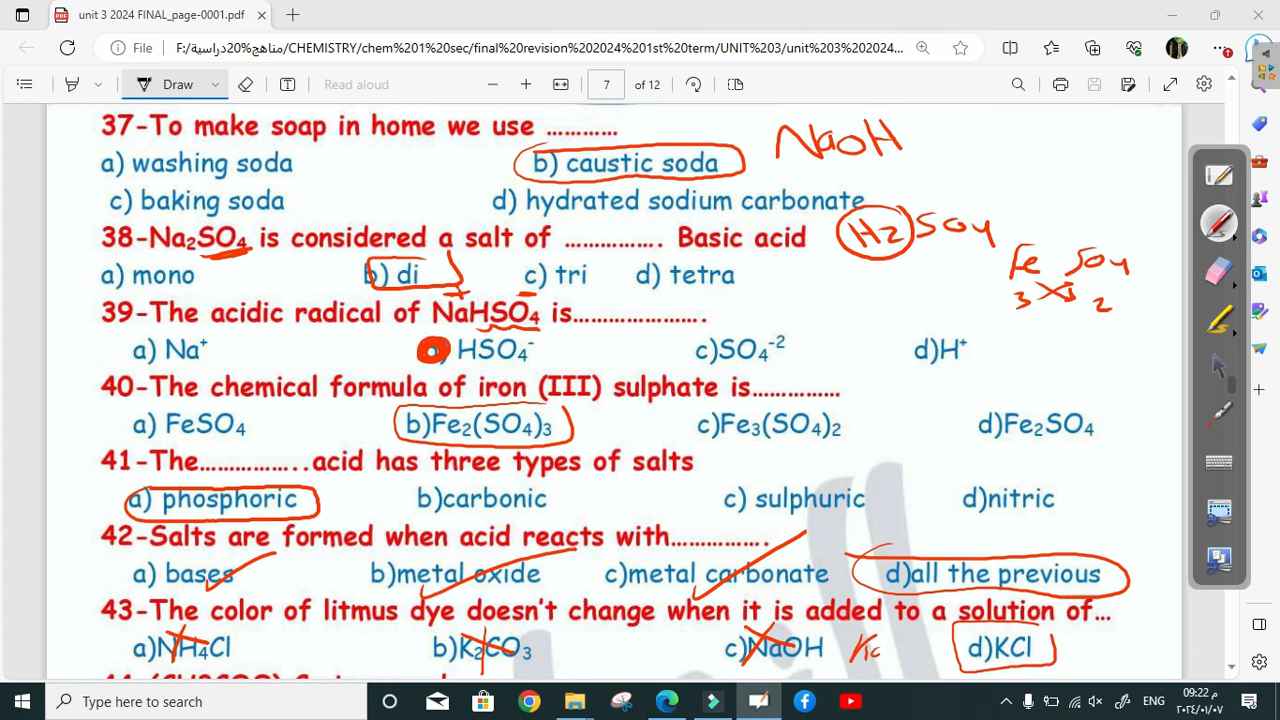 unit 3 2024 FINAL_page-0001.pdf
File F:/مناهج%20دراسية/CHEMISTRY/chem%201%20sec/final%20revision%202024%201st%20term/UNIT%203/unit%203%202024...
Draw Read aloud 7 of 12
37-To make soap in home we use ............
NaOH
a) washing soda b) caustic soda
c) baking soda d) hydrated sodium carbonate
H2SO4
38-Na₂SO₄ is considered a salt of ................ Basic acid
Fe SO4
a) mono b) di c) tri d) tetra
3 2
39-The acidic radical of NaHSO₄ is.....................
a) Na⁺ HSO₄⁻ c)SO₄⁻² d)H⁺
40-The chemical formula of iron (III) sulphate is...............
a) FeSO₄ b)Fe₂(SO₄)₃ c)Fe₃(SO₄)₂ d)Fe₂SO₄
41-The................acid has three types of salts
a) phosphoric b)carbonic c) sulphuric d)nitric
42-Salts are formed when acid reacts with...............
a) bases b)metal oxide c)metal carbonate d)all the previous
43-The color of litmus dye doesn't change when it is added to a solution of...
a)NH₄Cl b)K₂CO₃ c)NaOH d)KCl
Type here to search
ENG 09:22 م
٢٠٢٤/٠١/٠٧